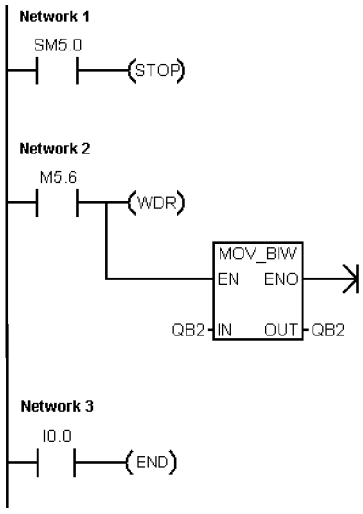 Network 1
SM5.0
(STOP)
Network 2
M5.6
(WDR)
MOV_BIW
EN ENO
QB2 IN OUT QB2
Network 3
I0.0
(END)